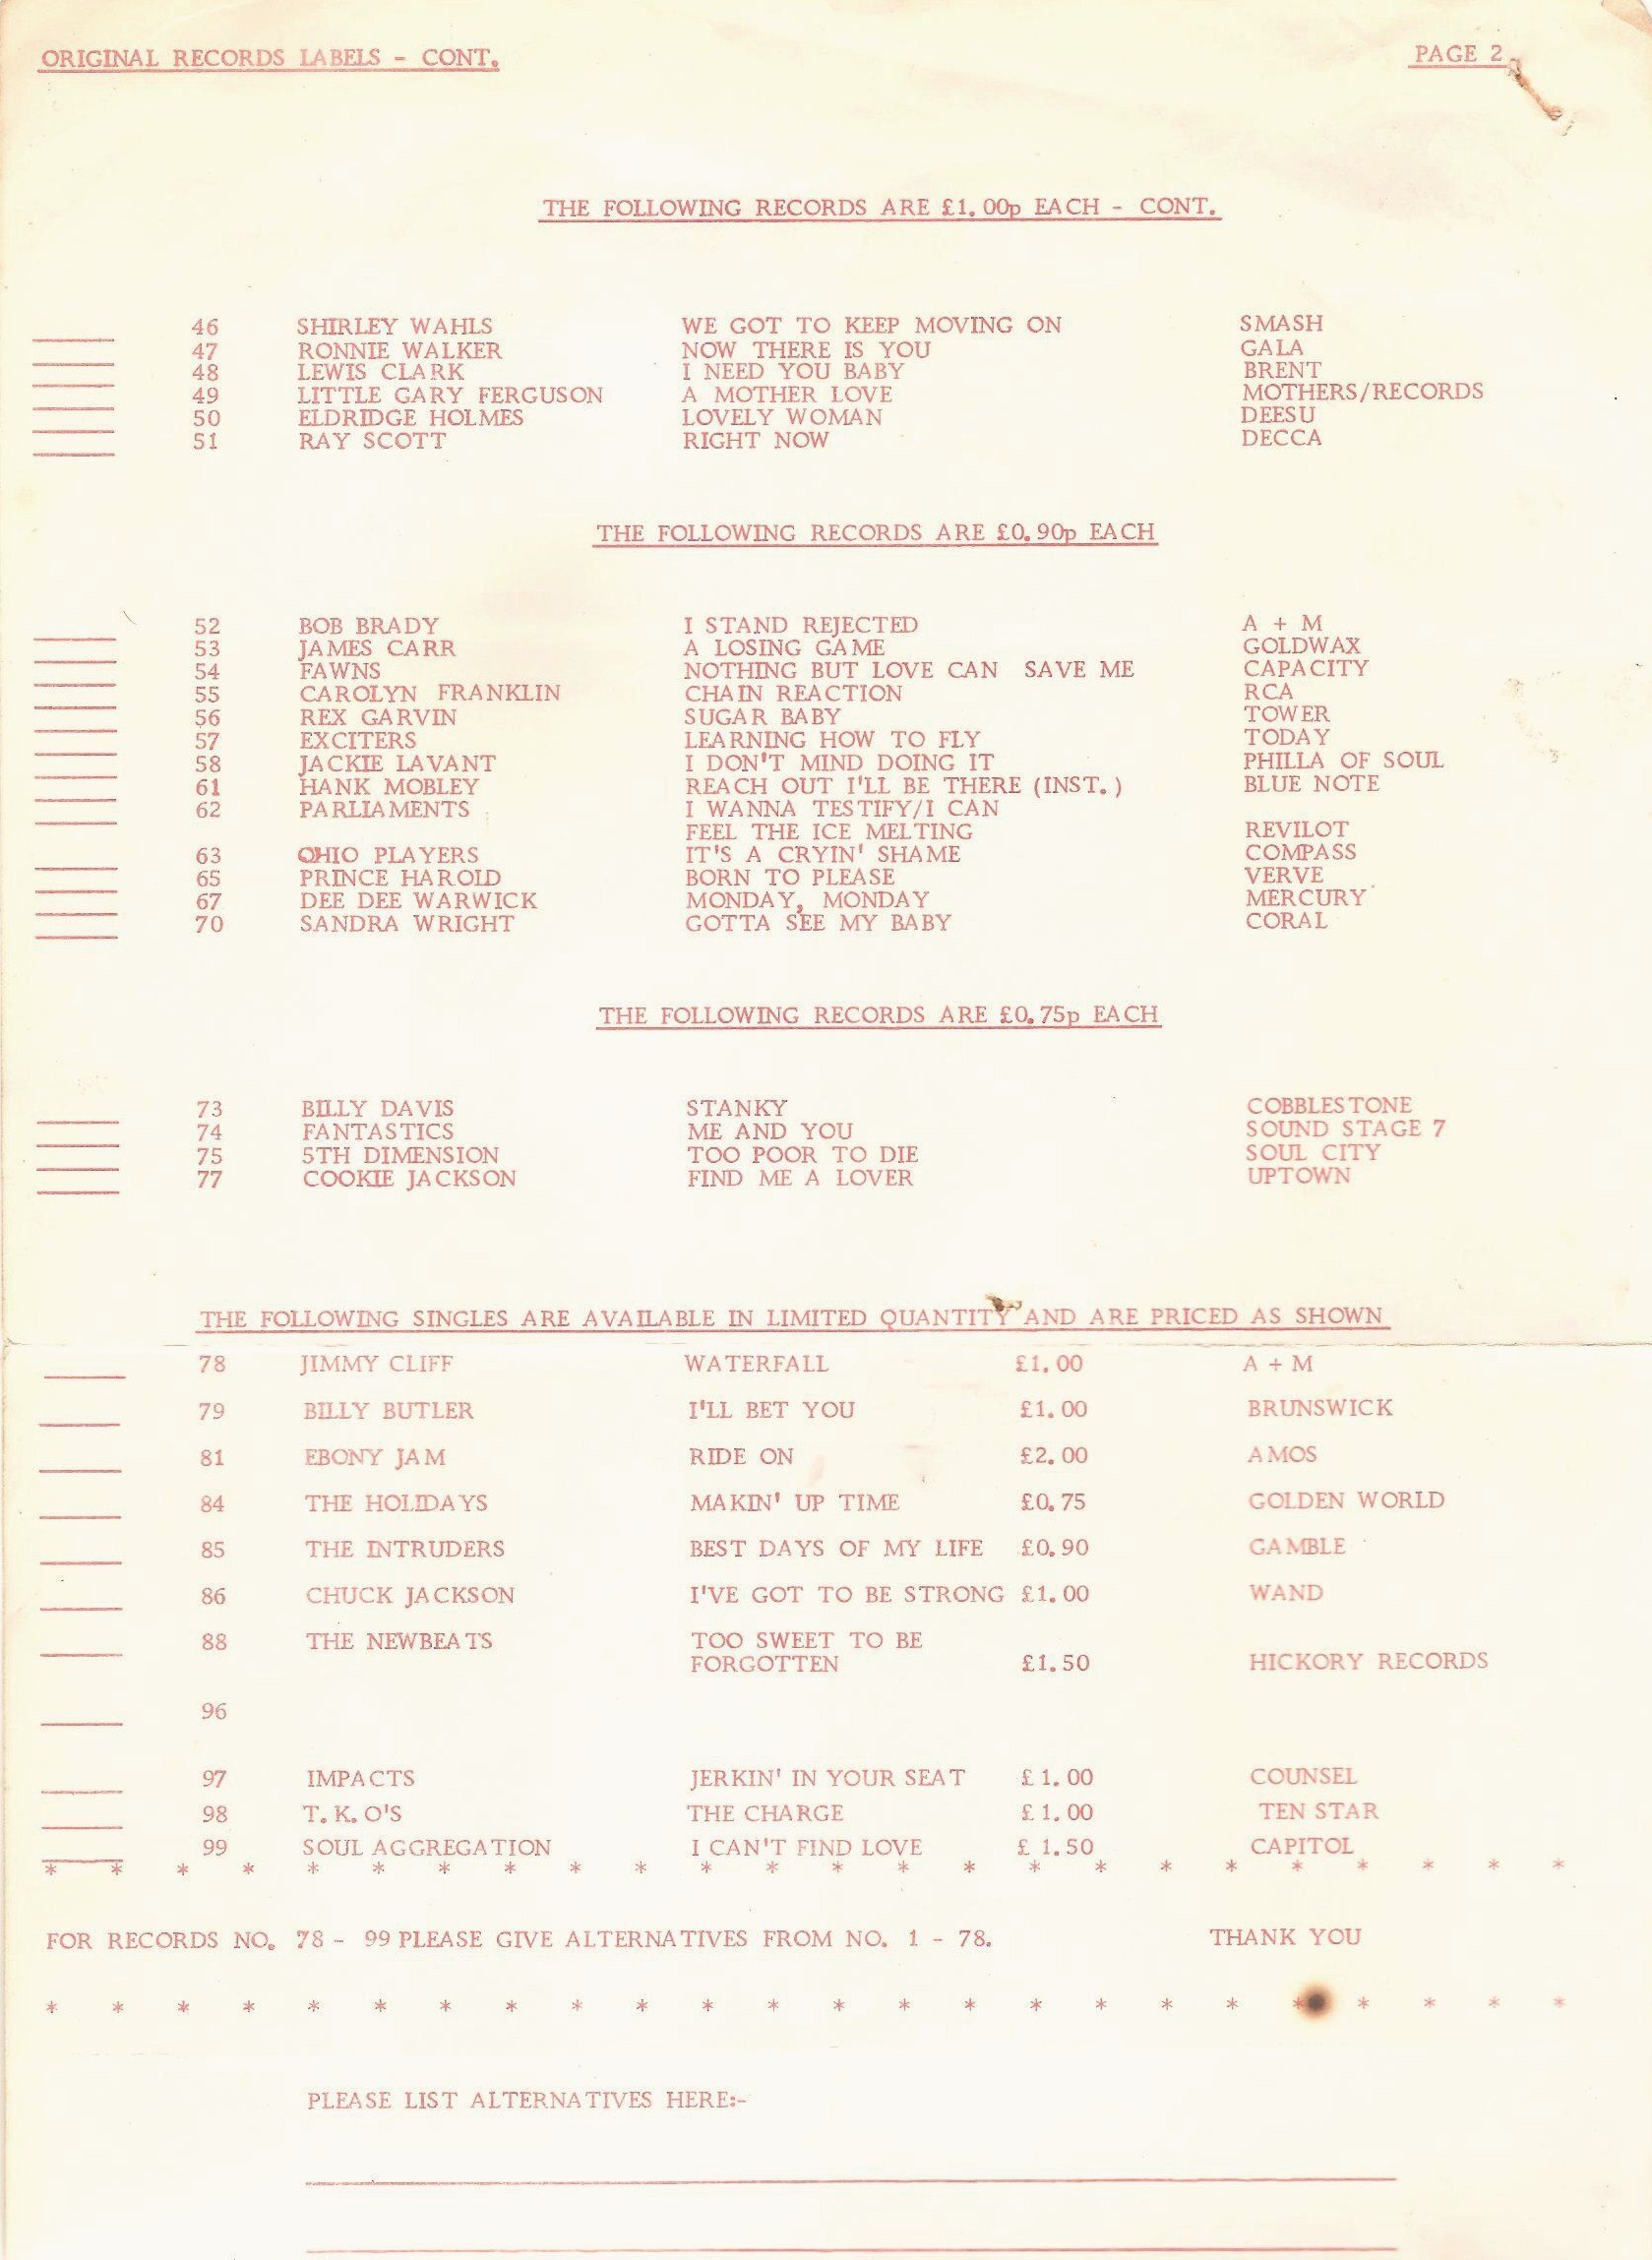 ORIGINAL RECORDS LABELS - CONT. PAGE 2
THE FOLLOWING RECORDS ARE £1.00p EACH - CONT.
46 SHIRLEY WAHLS WE GOT TO KEEP MOVING ON SMASH
47 RONNIE WALKER NOW THERE IS YOU GALA
48 LEWIS CLARK I NEED YOU BABY BRENT
49 LITTLE GARY FERGUSON A MOTHER LOVE MOTHERS/RECORDS
50 ELDRIDGE HOLMES LOVELY WOMAN DEESU
51 RAY SCOTT RIGHT NOW DECCA
THE FOLLOWING RECORDS ARE £0.90p EACH
52 BOB BRADY I STAND REJECTED A + M
53 JAMES CARR A LOSING GAME GOLDWAX
54 FAWNS NOTHING BUT LOVE CAN SAVE ME CAPACITY
55 CAROLYN FRANKLIN CHAIN REACTION RCA
56 REX GARVIN SUGAR BABY TOWER
57 EXCITERS LEARNING HOW TO FLY TODAY
58 JACKIE LAVANT I DON'T MIND DOING IT PHILLA OF SOUL
61 HANK MOBLEY REACH OUT I'LL BE THERE (INST.) BLUE NOTE
62 PARLIAMENTS I WANNA TESTIFY/I CAN
FEEL THE ICE MELTING REVILOT
63 OHIO PLAYERS IT'S A CRYIN' SHAME COMPASS
65 PRINCE HAROLD BORN TO PLEASE VERVE
67 DEE DEE WARWICK MONDAY, MONDAY MERCURY
70 SANDRA WRIGHT GOTTA SEE MY BABY CORAL
THE FOLLOWING RECORDS ARE £0.75p EACH
73 BILLY DAVIS STANKY COBBLESTONE
74 FANTASTICS ME AND YOU SOUND STAGE 7
75 5TH DIMENSION TOO POOR TO DIE SOUL CITY
77 COOKIE JACKSON FIND ME A LOVER UPTOWN
THE FOLLOWING SINGLES ARE AVAILABLE IN LIMITED QUANTITY AND ARE PRICED AS SHOWN
78 JIMMY CLIFF WATERFALL £1.00 A + M
79 BILLY BUTLER I'LL BET YOU £1.00 BRUNSWICK
81 EBONY JAM RIDE ON £2.00 AMOS
84 THE HOLIDAYS MAKIN' UP TIME £0.75 GOLDEN WORLD
85 THE INTRUDERS BEST DAYS OF MY LIFE £0.90 GAMBLE
86 CHUCK JACKSON I'VE GOT TO BE STRONG £1.00 WAND
88 THE NEWBEATS TOO SWEET TO BE
FORGOTTEN £1.50 HICKORY RECORDS
96
97 IMPACTS JERKIN' IN YOUR SEAT £1.00 COUNSEL
98 T.K.O'S THE CHARGE £1.00 TEN STAR
99 SOUL AGGREGATION I CAN'T FIND LOVE £1.50 CAPITOL
* * * * * * * * * * * * * * * * * * * * * * * *
FOR RECORDS NO. 78 - 99 PLEASE GIVE ALTERNATIVES FROM NO. 1 - 78. THANK YOU
* * * * * * * * * * * * * * * * * * * * * * * *
PLEASE LIST ALTERNATIVES HERE:-